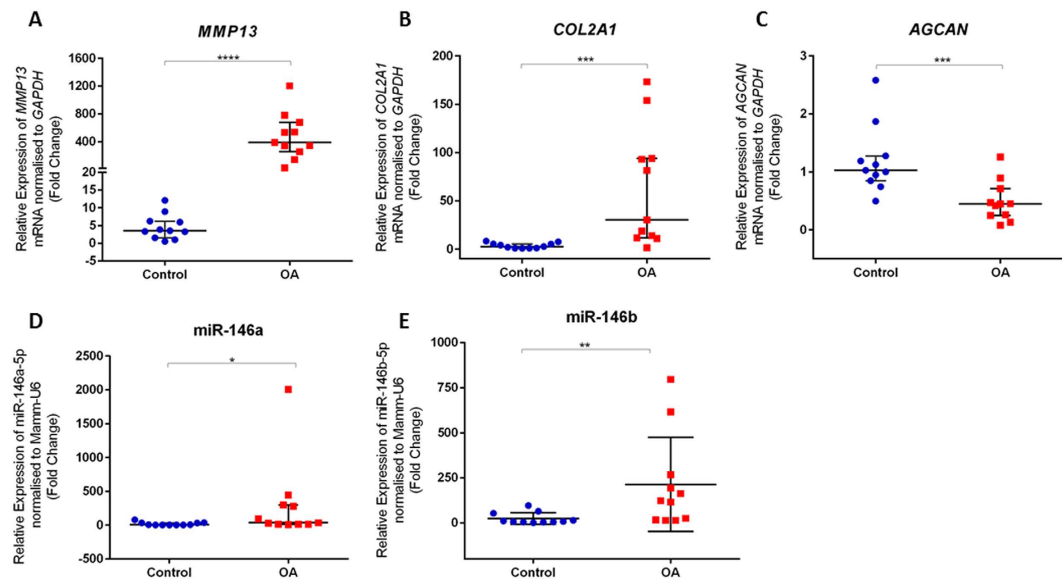 A
MMP13
Relative Expression of MMP13
mRNA normalised to GAPDH
(Fold Change)
1600
1200
800
400
20
15
10
5
0
-5
****
Control
OA
B
COL2A1
Relative Expression of COL2A1
mRNA normalised to GAPDH
(Fold Change)
200
150
100
50
0
***
Control
OA
C
AGCAN
Relative Expression of AGCAN
mRNA normalised to GAPDH
(Fold Change)
3
2
1
0
***
Control
OA
D
miR-146a
Relative Expression of miR-146a-5p
normalised to Mamm-U6
(Fold Change)
2500
2000
1500
1000
500
0
-500
*
Control
OA
E
miR-146b
Relative Expression of miR-146b-5p
normalised to Mamm-U6
(Fold Change)
1000
750
500
250
0
**
Control
OA